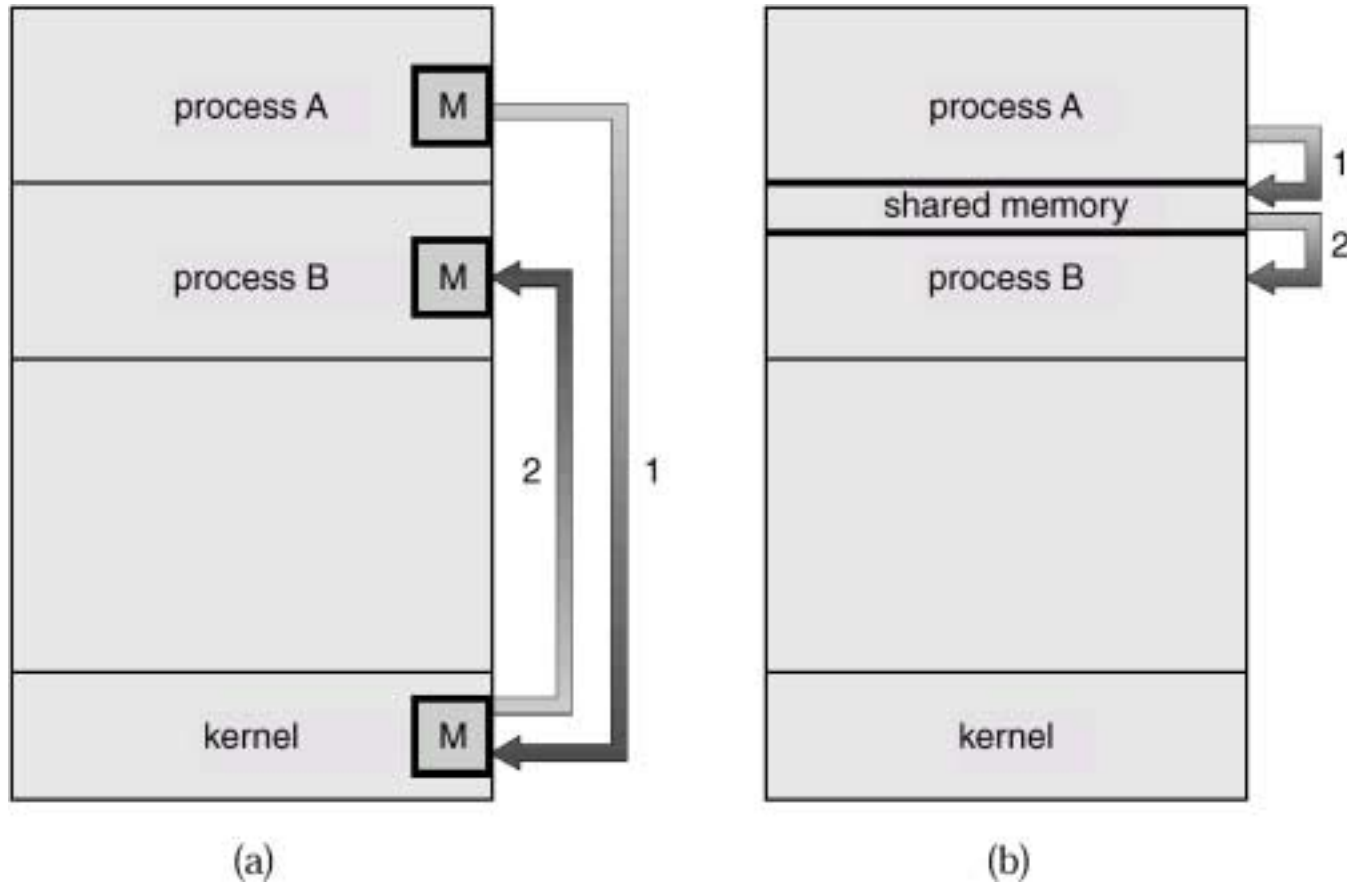 process A
M
process B
M
2
1
kernel
M
(a)
process A
1
shared memory
2
process B
kernel
(b)